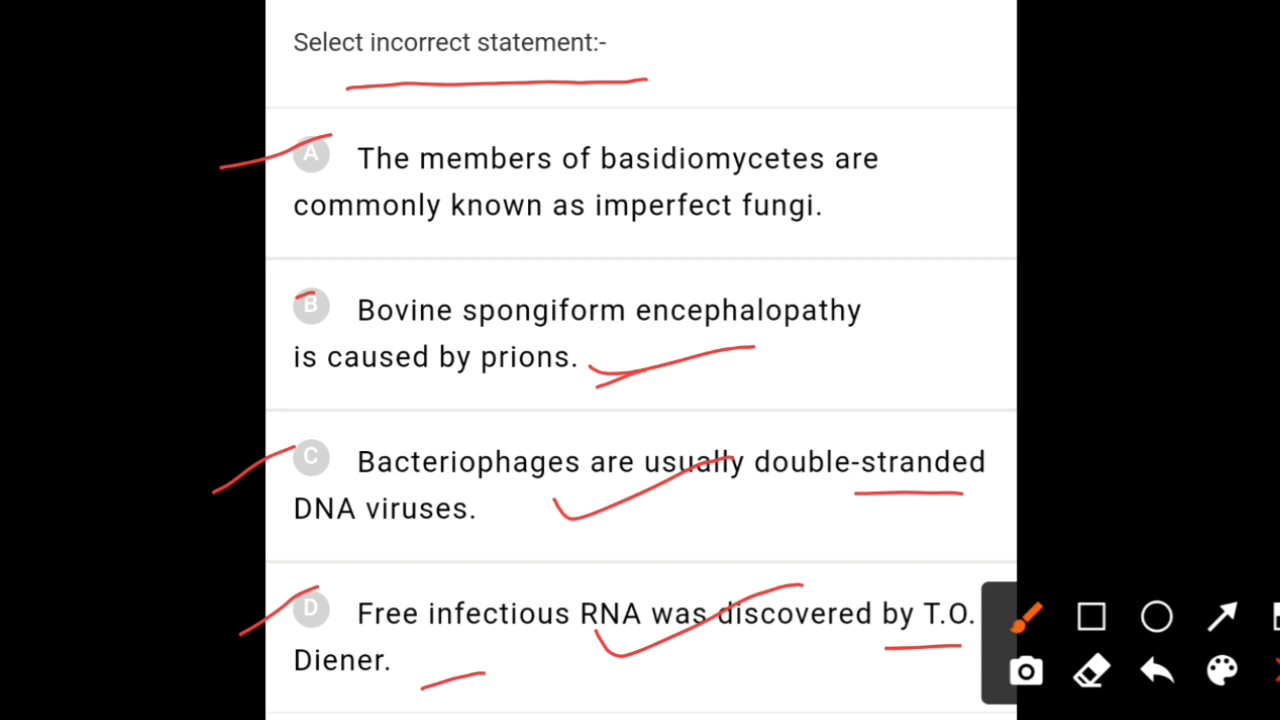 Select incorrect statement:-
A The members of basidiomycetes are
commonly known as imperfect fungi.
B Bovine spongiform encephalopathy
is caused by prions.
C Bacteriophages are usually double-stranded
DNA viruses.
D Free infectious RNA was discovered by T.O.
Diener.